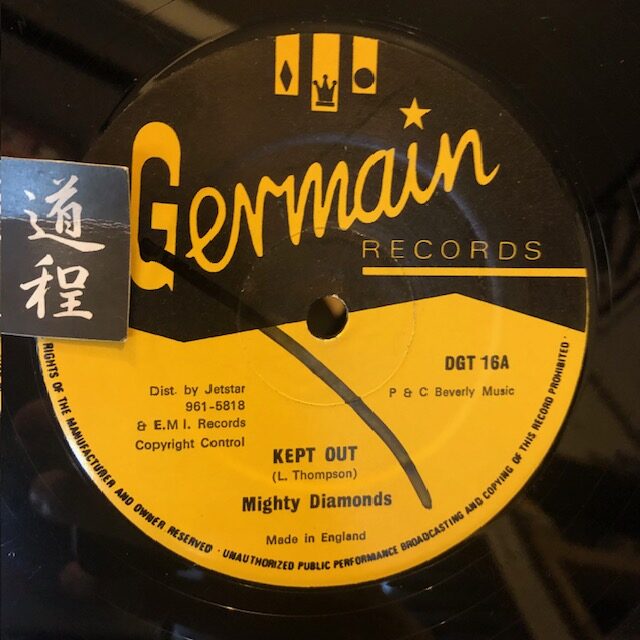 Germain
RECORDS
道程
DGT 16A
P & C Beverly Music
Dist. by Jetstar
961-5818
& E.M.I. Records
Copyright Control
KEPT OUT
(L. Thompson)
Mighty Diamonds
Made in England
RIGHTS OF THE MANUFACTURER AND OWNER RESERVED · UNAUTHORIZED PUBLIC PERFORMANCE BROADCASTING AND COPYING OF THIS RECORD PROHIBITED ·